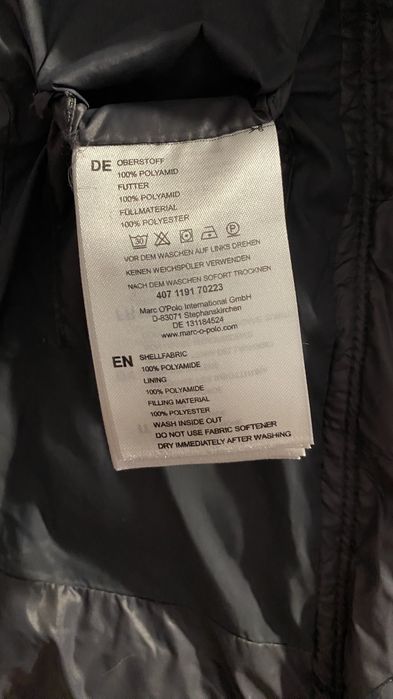 DE OBERSTOFF
100% POLYAMID
FUTTER
100% POLYAMID
FÜLLMATERIAL
100% POLYESTER
30 P
VOR DEM WASCHEN AUF LINKS DREHEN
KEINEN WEICHSPÜLER VERWENDEN
NACH DEM WASCHEN SOFORT TROCKNEN
407 1191 70223
Marc O'Polo International GmbH
D-83071 Stephanskirchen
DE 131184524
www.marc-o-polo.com
EN SHELLFABRIC
100% POLYAMIDE
LINING
100% POLYAMIDE
FILLING MATERIAL
100% POLYESTER
WASH INSIDE OUT
DO NOT USE FABRIC SOFTENER
DRY IMMEDIATELY AFTER WASHING